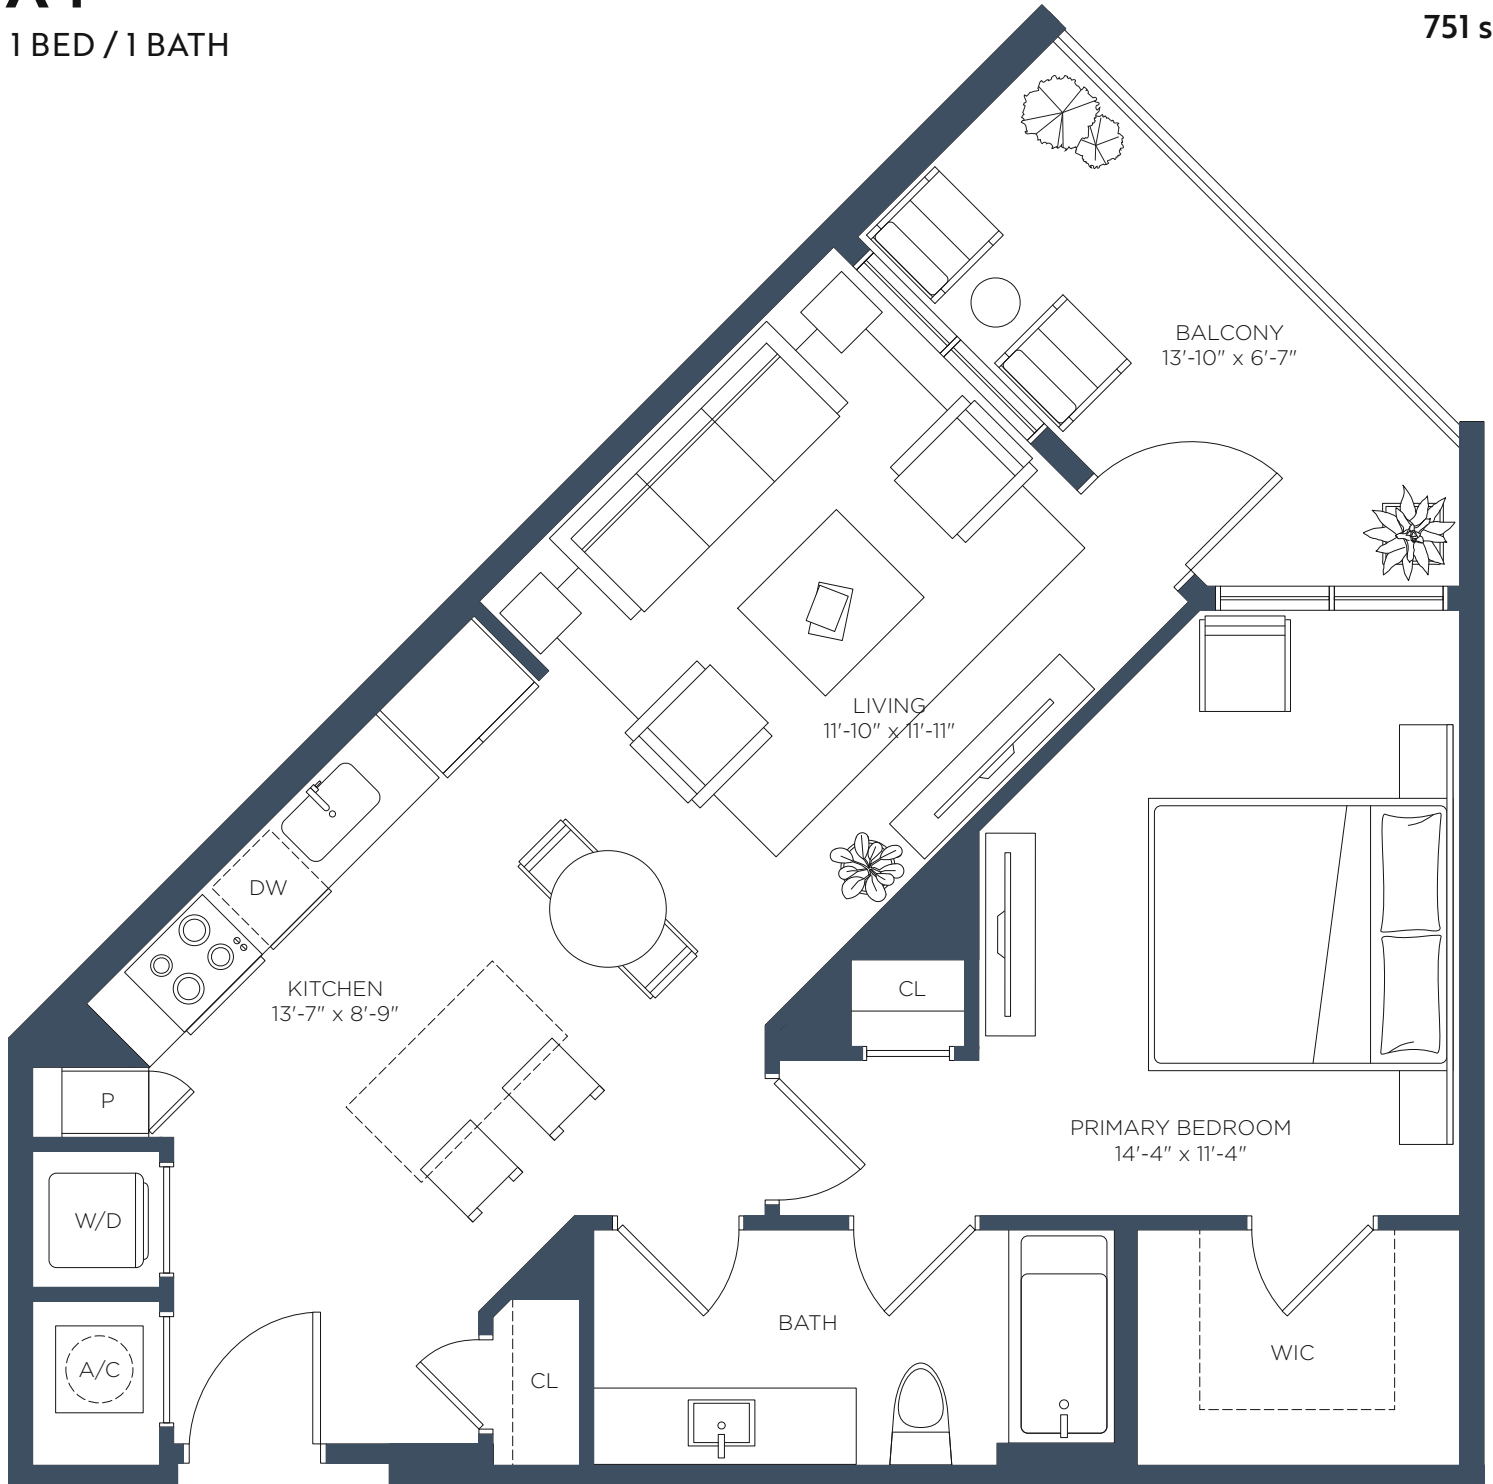 1 BED / 1 BATH
751 s
BALCONY
13'-10" x 6'-7"
LIVING
11'-10" x 11'-11"
DW
KITCHEN
13'-7" x 8'-9"
CL
P
PRIMARY BEDROOM
14'-4" x 11'-4"
W/D
BATH
WIC
A/C
CL